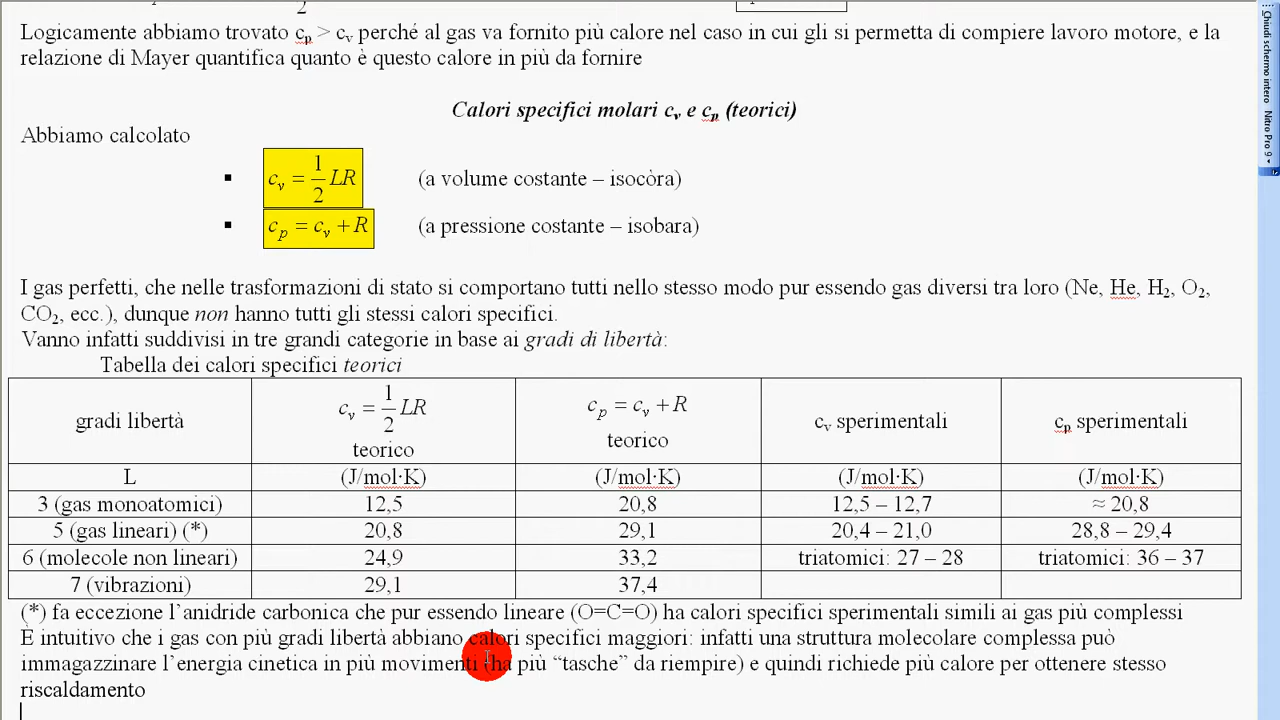 2
Logicamente abbiamo trovato cp > cv perché al gas va fornito più calore nel caso in cui gli si permetta di compiere lavoro motore, e la
relazione di Mayer quantifica quanto è questo calore in più da fornire
Calori specifici molari cv e cp (teorici)
Abbiamo calcolato
▪ cv = 1/2 LR (a volume costante – isocòra)
▪ cp = cv + R (a pressione costante – isobara)
I gas perfetti, che nelle trasformazioni di stato si comportano tutti nello stesso modo pur essendo gas diversi tra loro (Ne, He, H2, O2,
CO2, ecc.), dunque non hanno tutti gli stessi calori specifici.
Vanno infatti suddivisi in tre grandi categorie in base ai gradi di libertà:
Tabella dei calori specifici teorici
gradi libertà cv = 1/2 LR teorico cp = cv + R teorico cv sperimentali cp sperimentali
L (J/mol·K) (J/mol·K) (J/mol·K) (J/mol·K)
3 (gas monoatomici) 12,5 20,8 12,5 – 12,7 ≈ 20,8
5 (gas lineari) (*) 20,8 29,1 20,4 – 21,0 28,8 – 29,4
6 (molecole non lineari) 24,9 33,2 triatomici: 27 – 28 triatomici: 36 – 37
7 (vibrazioni) 29,1 37,4
(*) fa eccezione l’anidride carbonica che pur essendo lineare (O=C=O) ha calori specifici sperimentali simili ai gas più complessi
È intuitivo che i gas con più gradi libertà abbiano calori specifici maggiori: infatti una struttura molecolare complessa può
immagazzinare l’energia cinetica in più movimenti (ha più “tasche” da riempire) e quindi richiede più calore per ottenere stesso
riscaldamento
Chiudi schermo intero
Nitro Pro 9